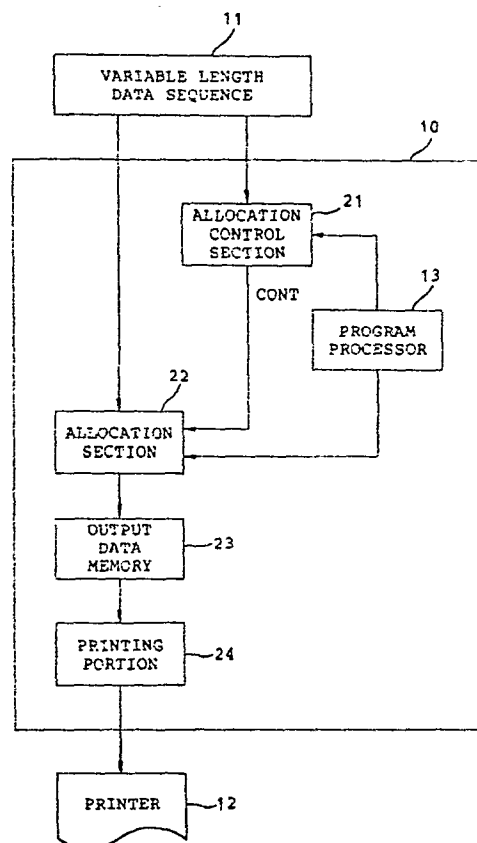 11
VARIABLE LENGTH
DATA SEQUENCE
10
21
ALLOCATION
CONTROL
SECTION
CONT
13
PROGRAM
PROCESSOR
22
ALLOCATION
SECTION
OUTPUT
DATA
MEMORY
23
PRINTING
PORTION
24
PRINTER
12